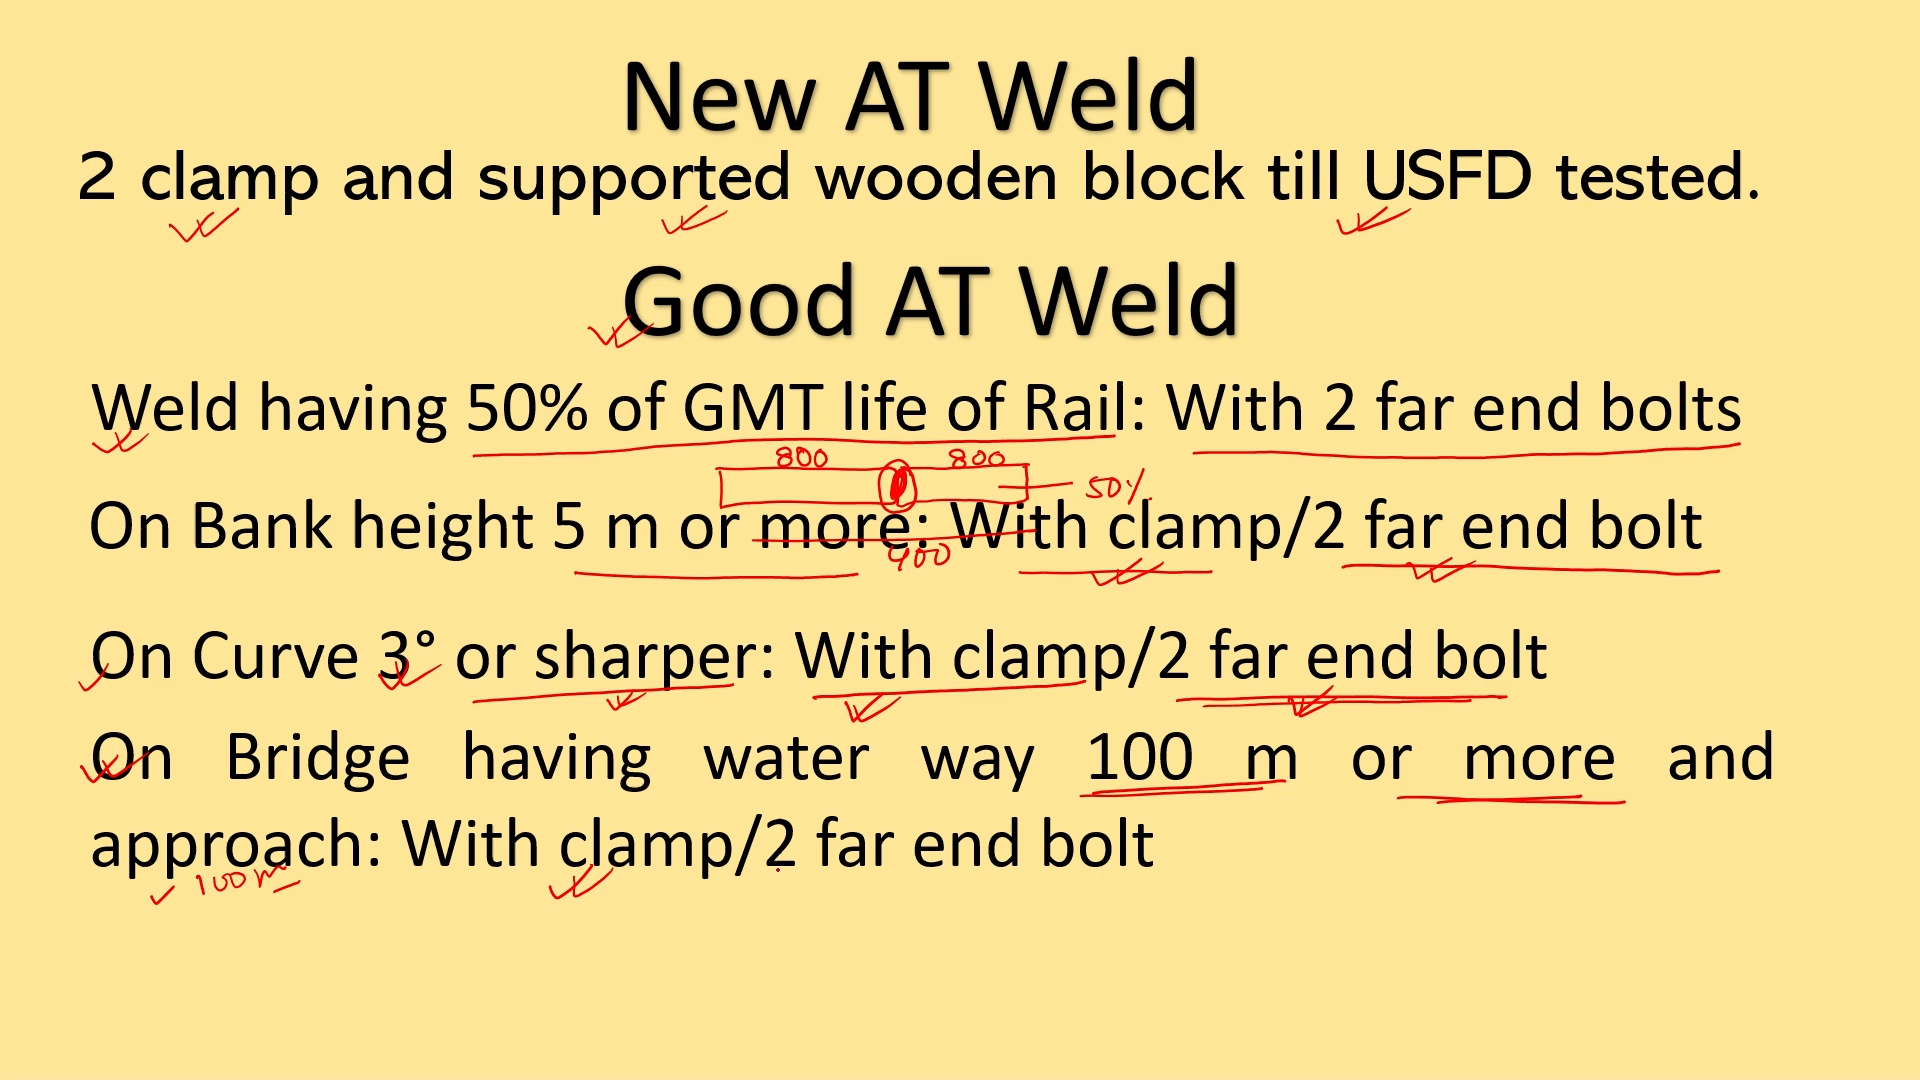 New AT Weld
2 clamp and supported wooden block till USFD tested.
Good AT Weld
Weld having 50% of GMT life of Rail: With 2 far end bolts
800 800
50%
On Bank height 5 m or more: With clamp/2 far end bolt
400
On Curve 3° or sharper: With clamp/2 far end bolt
On Bridge having water way 100 m or more and
approach: With clamp/2 far end bolt
100 m